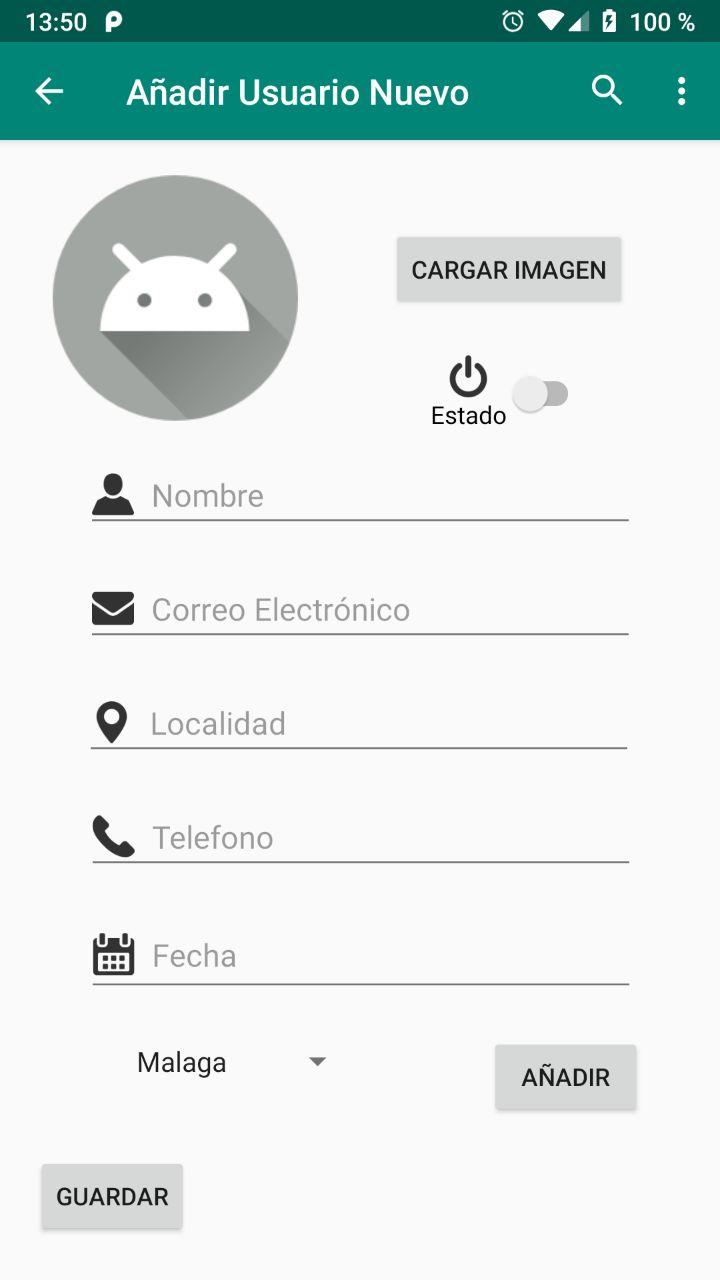 13:50 100 %
Añadir Usuario Nuevo
CARGAR IMAGEN
Estado
Nombre
Correo Electrónico
Localidad
Telefono
Fecha
Malaga
AÑADIR
GUARDAR